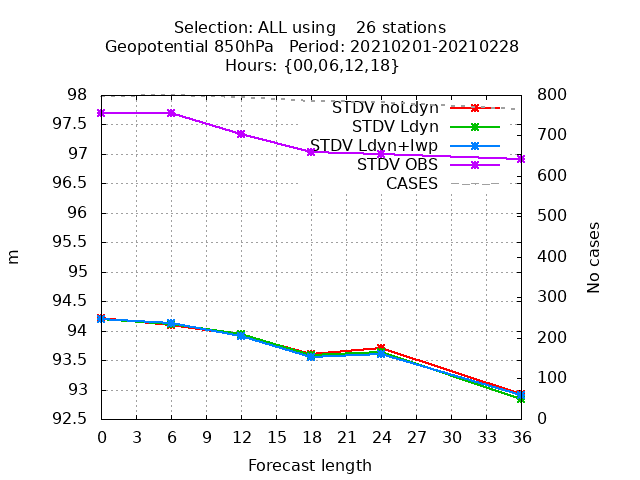 Selection: ALL using    26 stations
Geopotential 850hPa   Period: 20210201-20210228
Hours: {00,06,12,18}
98
97.5
97
96.5
96
95.5
95
94.5
94
93.5
93
92.5
m
STDV noLdyn
STDV Ldyn
STDV Ldyn+lwp
STDV OBS
CASES
800
700
600
500
400
300
200
100
0
No cases
0 3 6 9 12 15 18 21 24 27 30 33 36
Forecast length